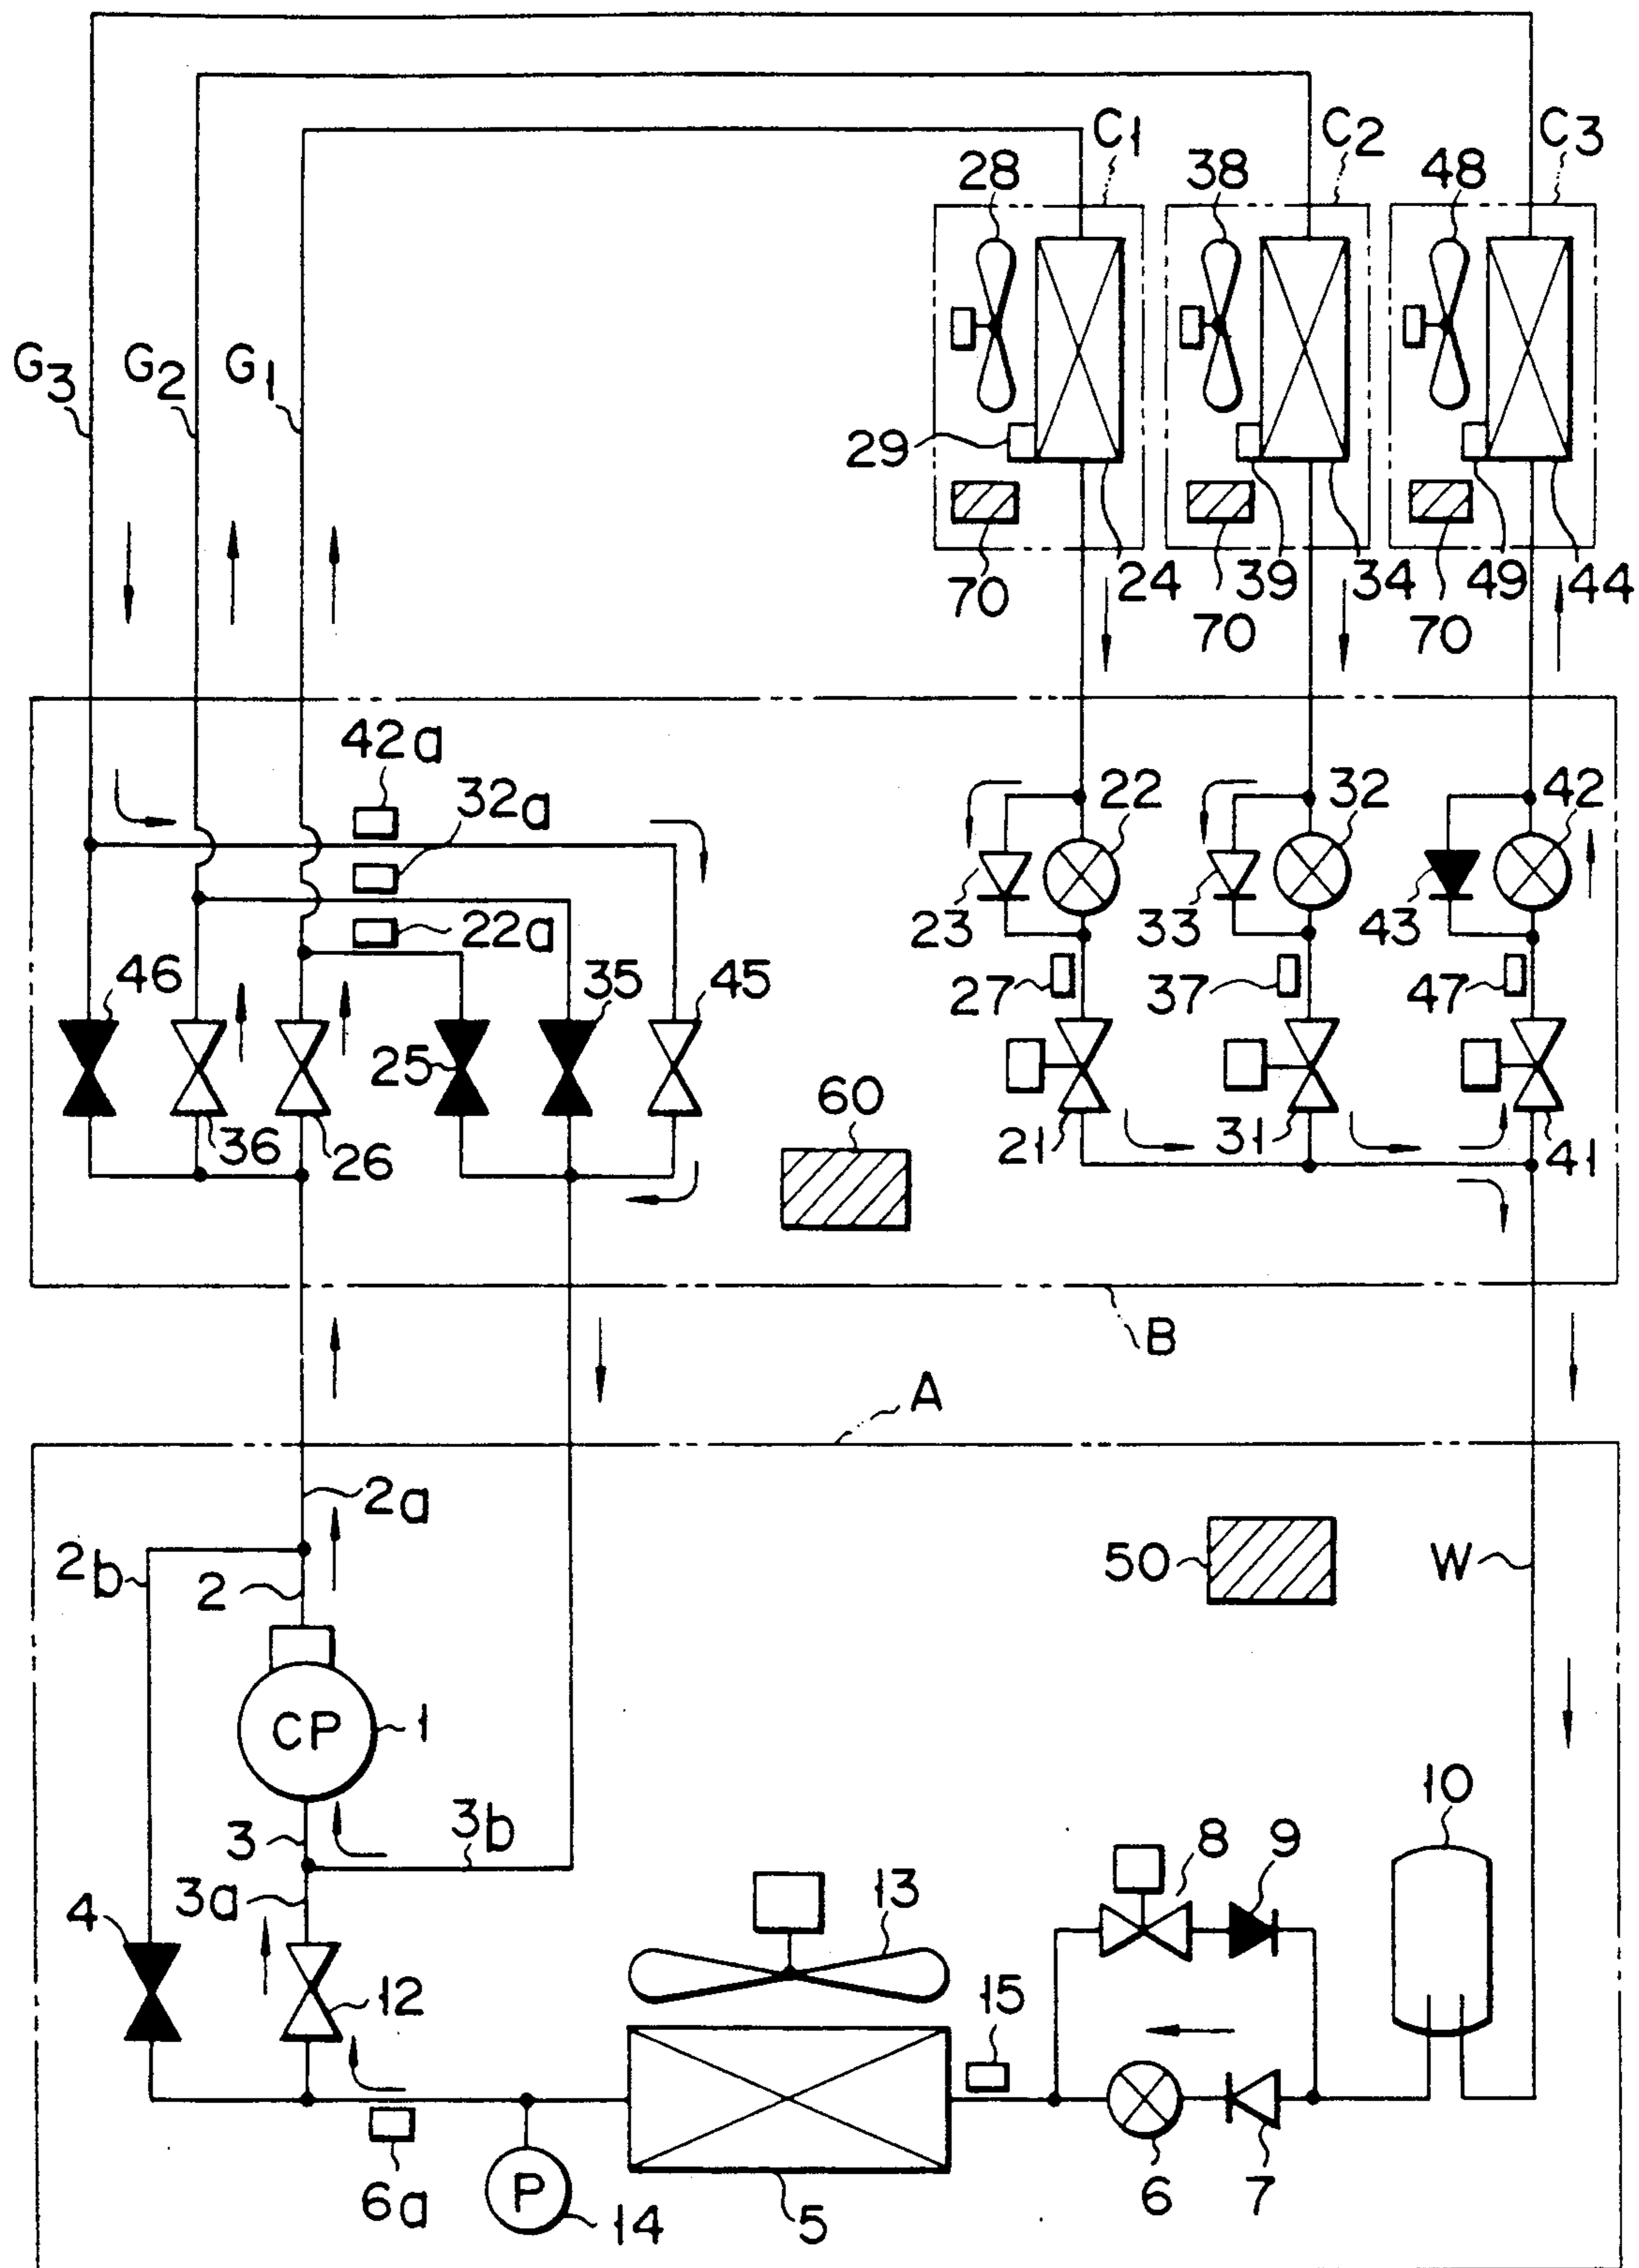 C1 C2 C3
28 38 48
G3 G2 G1
29
24 39 34 49 44
70 70 70
42a
32a
22a
22 32 42
23 33 43
46 35 45
27 37 47
25
60
36 26 21 31 41
B
A
2a
2b 2
50 W
CP 1
10
3 3b
8 9
3a
4 13
12 15
6a P 14 5 6 7